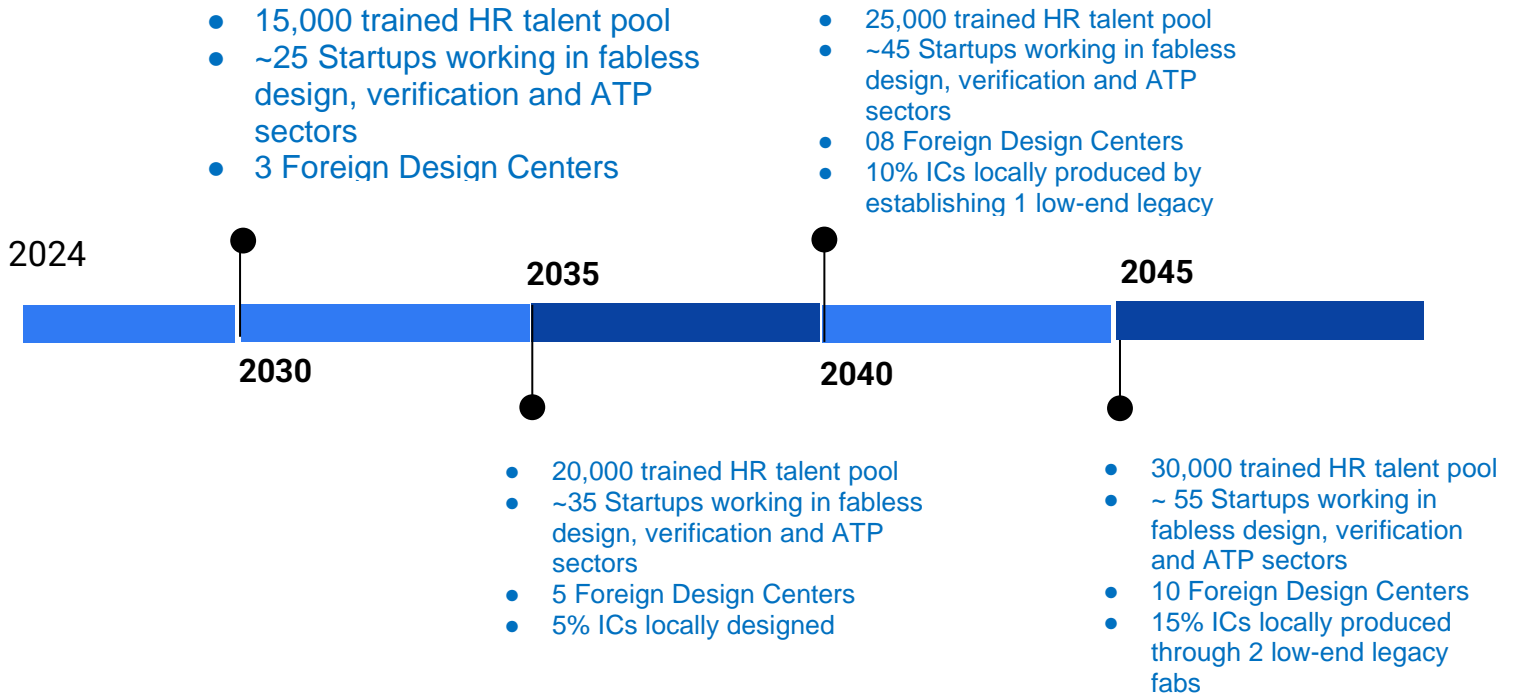 ● 15,000 trained HR talent pool
● ~25 Startups working in fabless
design, verification and ATP
sectors
● 3 Foreign Design Centers
● 25,000 trained HR talent pool
● ~45 Startups working in fabless
design, verification and ATP
sectors
● 08 Foreign Design Centers
● 10% ICs locally produced by
establishing 1 low-end legacy
2024
2035
2045
2030
2040
● 20,000 trained HR talent pool
● ~35 Startups working in fabless
design, verification and ATP
sectors
● 5 Foreign Design Centers
● 5% ICs locally designed
● 30,000 trained HR talent pool
● ~ 55 Startups working in
fabless design, verification
and ATP sectors
● 10 Foreign Design Centers
● 15% ICs locally produced
through 2 low-end legacy
fabs